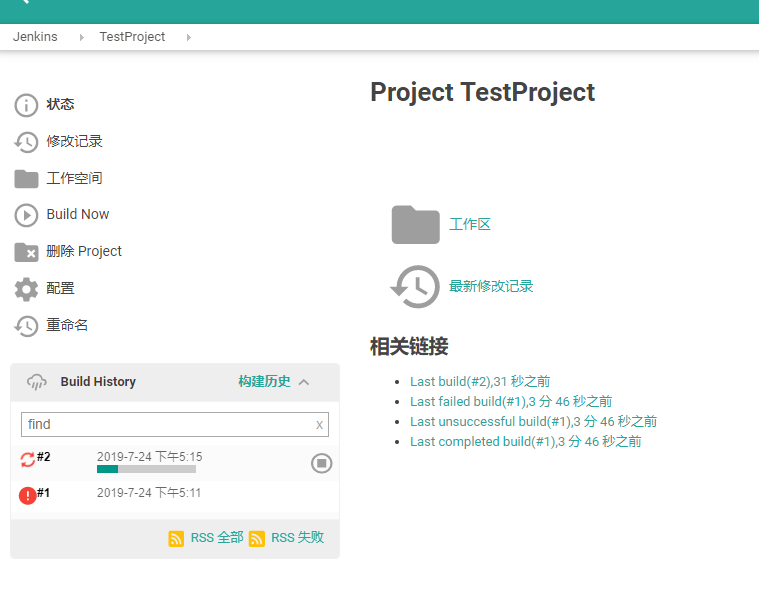 Jenkins TestProject
状态
修改记录
工作空间
Build Now
删除 Project
配置
重命名
Build History 构建历史
find x
#2 2019-7-24 下午5:15
#1 2019-7-24 下午5:11
RSS 全部 RSS 失败
Project TestProject
工作区
最新修改记录
相关链接
Last build(#2),31 秒之前
Last failed build(#1),3 分 46 秒之前
Last unsuccessful build(#1),3 分 46 秒之前
Last completed build(#1),3 分 46 秒之前